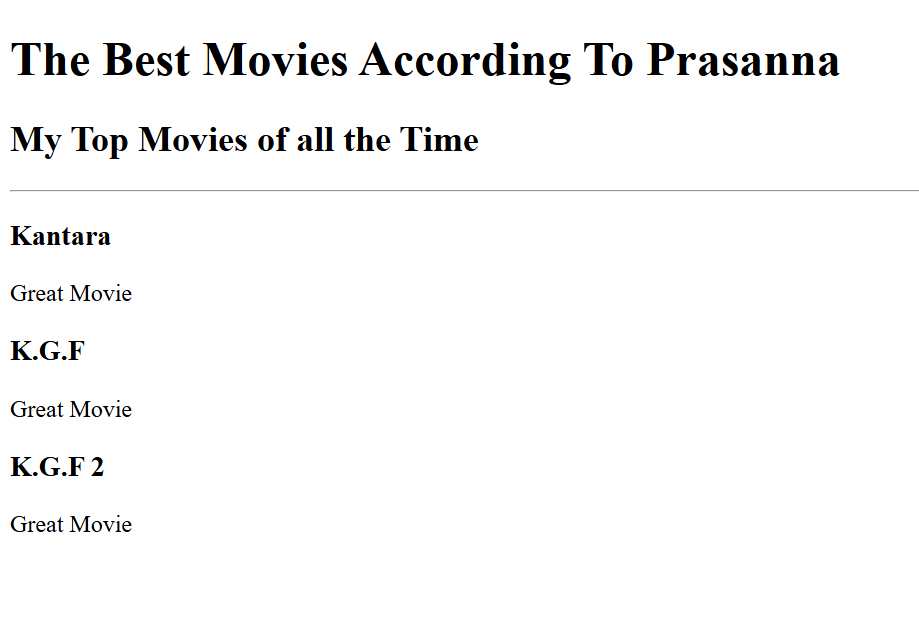 The Best Movies According To Prasanna
My Top Movies of all the Time
Kantara
Great Movie
K.G.F
Great Movie
K.G.F 2
Great Movie